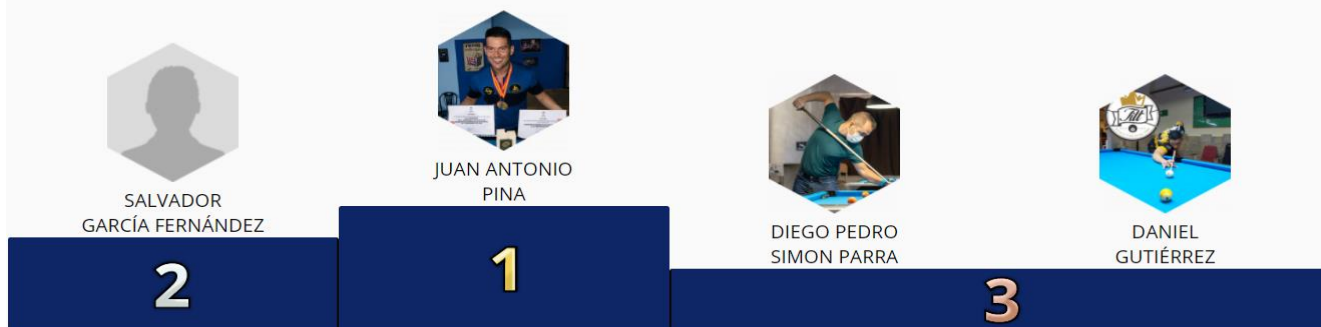 SALVADOR
GARCÍA FERNÁNDEZ
2
JUAN ANTONIO
PINA
1
DIEGO PEDRO
SIMON PARRA
DANIEL
GUTIÉRREZ
3